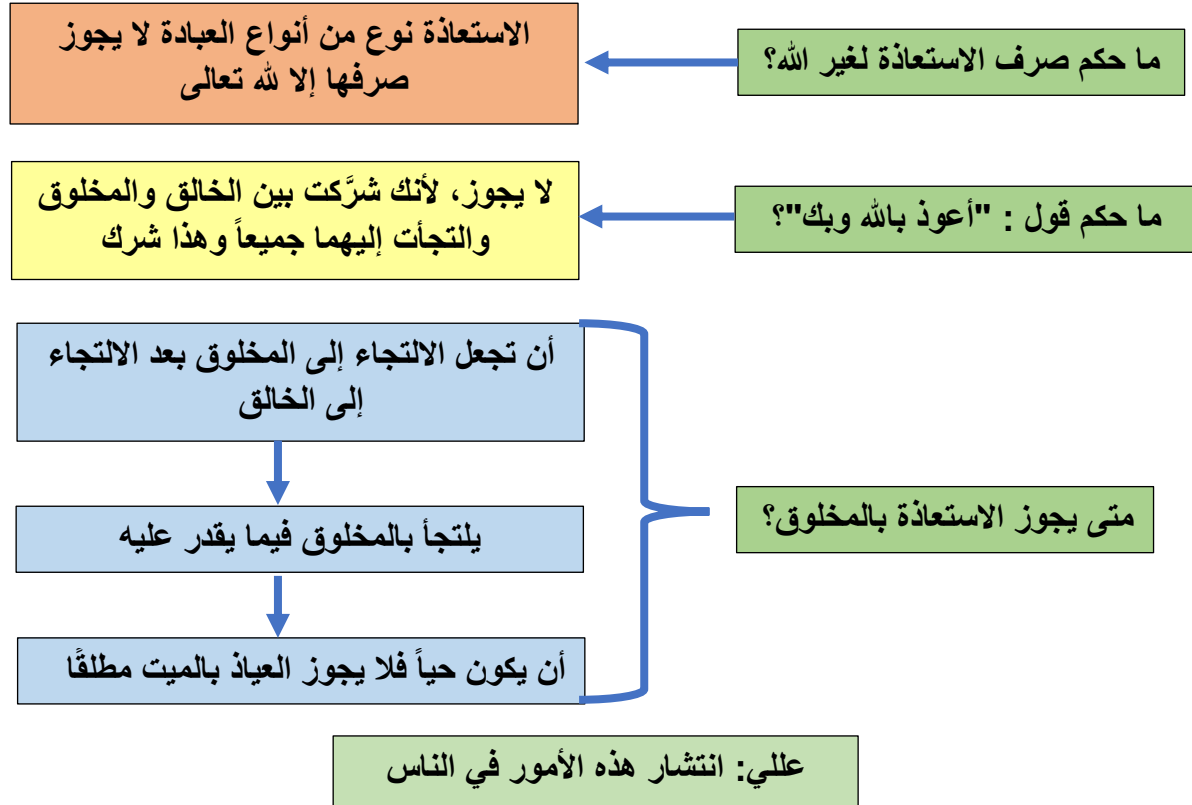 ما حكم صرف الاستعاذة لغير الله؟
الاستعاذة نوع من أنواع العبادة لا يجوز
صرفها إلا لله تعالى
ما حكم قول : "أعوذ بالله وبك"؟
لا يجوز، لأنك شرَّكت بين الخالق والمخلوق
والتجأت إليهما جميعاً وهذا شرك
متى يجوز الاستعاذة بالمخلوق؟
أن تجعل الالتجاء إلى المخلوق بعد الالتجاء
إلى الخالق
يلتجأ بالمخلوق فيما يقدر عليه
أن يكون حياً فلا يجوز العياذ بالميت مطلقًا
عللي: انتشار هذه الأمور في الناس